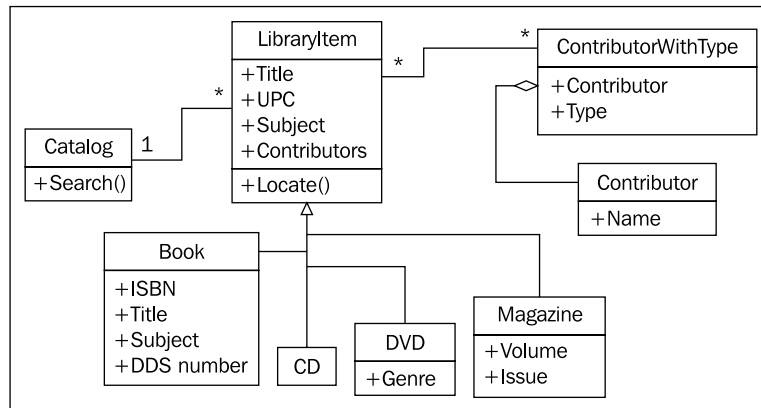 LibraryItem
+Title
+UPC
+Subject
+Contributors
+Locate()
*
*
ContributorWithType
+Contributor
+Type
Catalog
+Search()
1
*
Contributor
+Name
Book
+ISBN
+Title
+Subject
+DDS number
CD
DVD
+Genre
Magazine
+Volume
+Issue